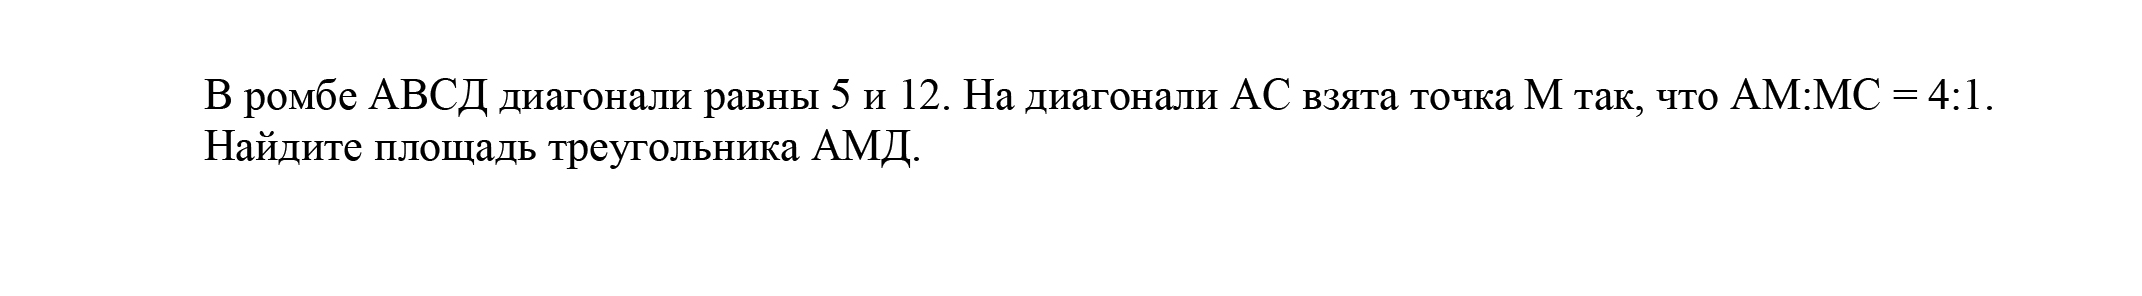 В ромбе АВСД диагонали равны 5 и 12. На диагонали АС взята точка М так, что АМ:МС = 4:1.
Найдите площадь треугольника АМД.